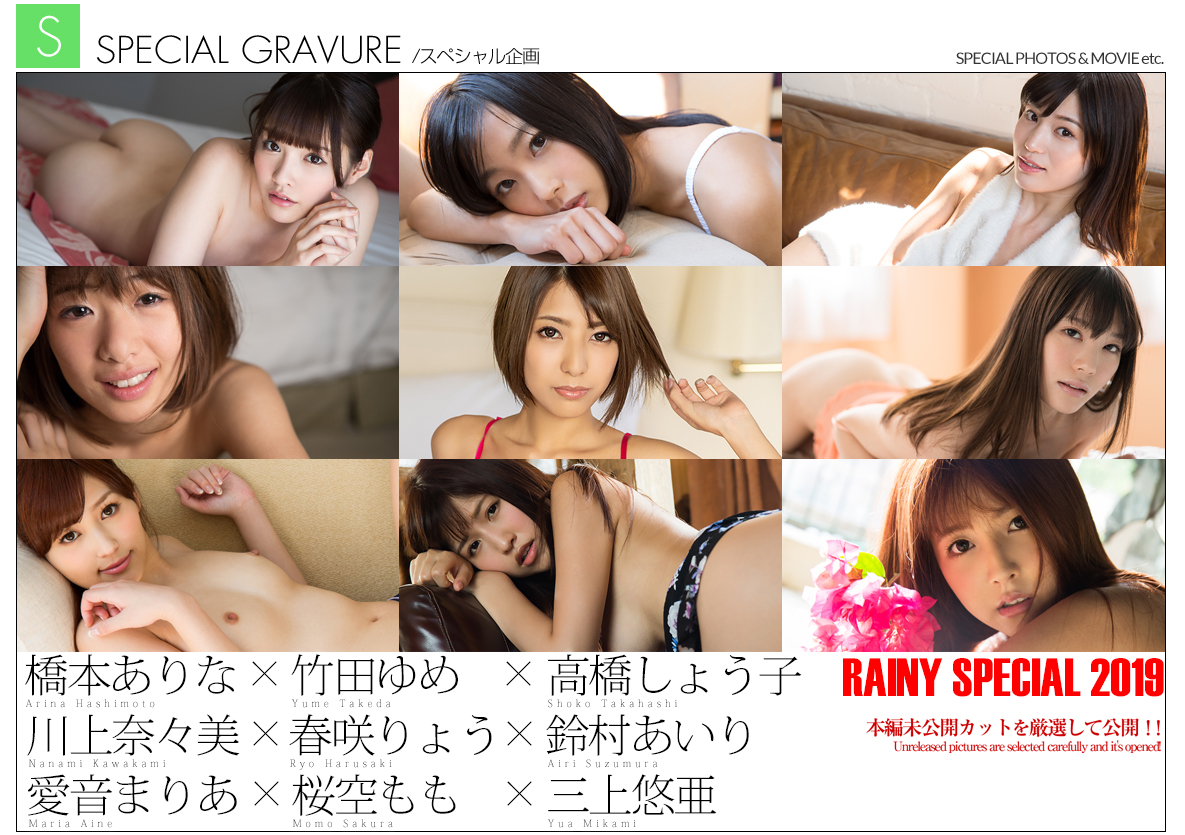 S
SPECIAL GRAVURE /スペシャル企画
SPECIAL PHOTOS & MOVIE etc.
橋本ありな × 竹田ゆめ × 高橋しょう子
Arina Hashimoto Yume Takeda Shoko Takahashi
川上奈々美 × 春咲りょう × 鈴村あいり
Nanami Kawakami Ryo Harusaki Airi Suzumura
愛音まりあ × 桜空もも × 三上悠亜
Maria Aine Momo Sakura Yua Mikami
RAINY SPECIAL 2019
本編未公開カットを厳選して公開!!
Unreleased pictures are selected carefully and it's opened!